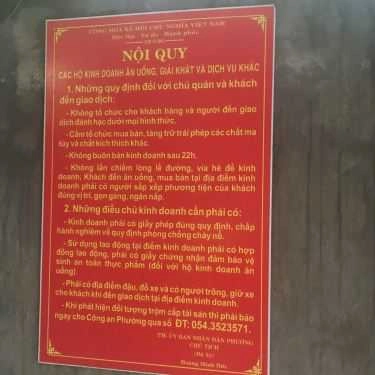 CỘNG HÒA XÃ HỘI CHỦ NGHĨA VIỆT NAM
Độc lập - Tự do - Hạnh phúc
NỘI QUY
CÁC HỘ KINH DOANH ĂN UỐNG, GIẢI KHÁT VÀ DỊCH VỤ KHÁC
1. Những quy định đối với chủ quán và khách
đến giao dịch:
- Không tổ chức cho khách hàng và người đến giao
dịch đánh bạc dưới mọi hình thức.
- Cấm tổ chức mua bán, tàng trữ trái phép các chất ma
túy và chất kích thích khác.
- Không buôn bán kinh doanh sau 22h.
- Không lấn chiếm lòng lề đường, vỉa hè để kinh
doanh, Khách đến ăn uống, mua bán tại địa điểm kinh
doanh phải có người sắp xếp phương tiện của khách
đúng vị trí, gọn gàng, ngăn nắp.
2. Những điều chủ kinh doanh cần phải có:
- Kinh doanh phải có giấy phép đúng quy định, chấp
hành nghiêm về quy định phòng chống cháy nổ.
- Sử dụng lao động tại điểm kinh doanh phải có hợp
đồng lao động, phải có giấy chứng nhận đảm bảo vệ
sinh an toàn thực phẩm (đối với hộ kinh doanh ăn
uống)
- Phải có địa điểm đậu, đỗ xe và có người trông, giữ xe
cho khách khi đến giao dịch tại địa điểm kinh doanh.
- Khi phát hiện đối tượng trộm cắp tài sản thì phải báo
ngay cho Công an Phường qua số ĐT: 054.3523571.
TM. ỦY BAN NHÂN DÂN PHƯỜNG
CHỦ TỊCH
(Đã ký)
Hoàng Minh